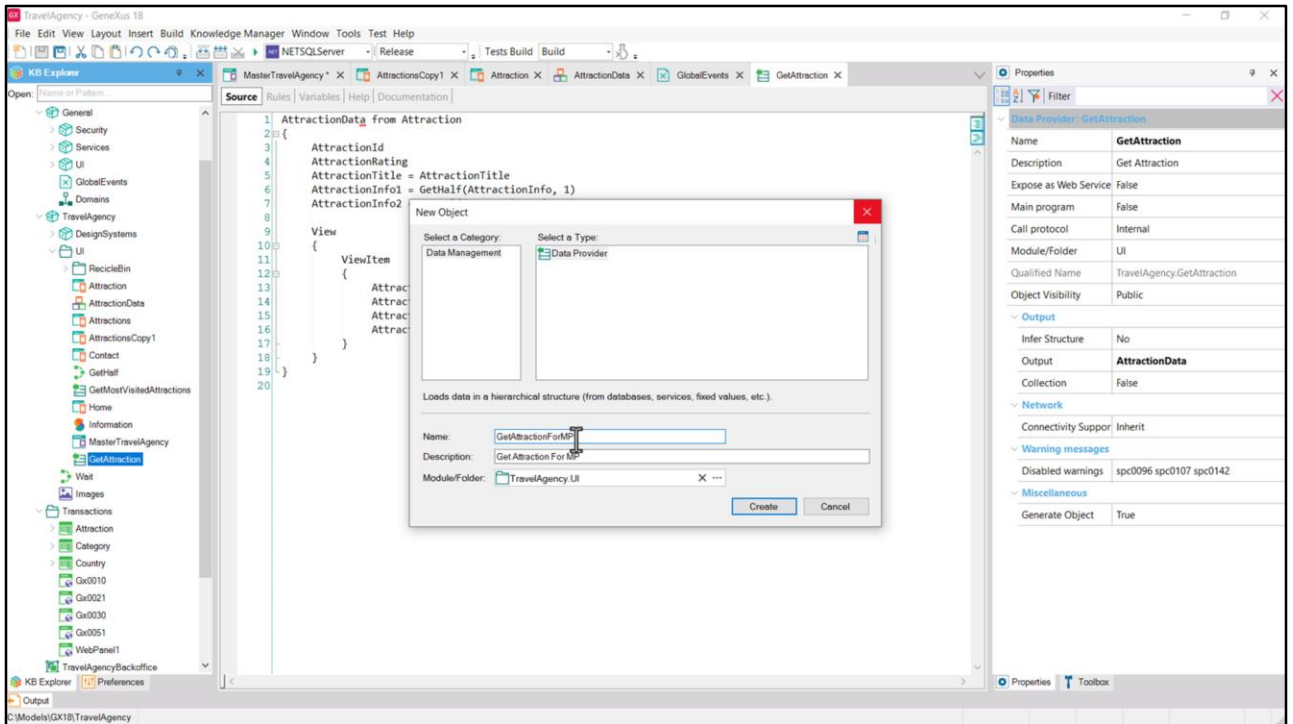 TravelAgency - GeneXus 18
File Edit View Layout Insert Build Knowledge Manager Window Tools Test Help
NETSQLServer Release Tests Build Build
KB Explorer
Open: Name or Pattern...
General
Security
Services
UI
GlobalEvents
Domains
TravelAgency
DesignSystems
UI
RecicleBin
Attraction
AttractionData
Attractions
AttractionsCopy1
Contact
GetHalf
GetMostVisitedAttractions
Home
Information
MasterTravelAgency
GetAttraction
Wait
Images
Transactions
Attraction
Category
Country
Gx0010
Gx0021
Gx0030
Gx0051
WebPanel1
TravelAgencyBackoffice
KB Explorer Preferences
Output
C:\Models\GX18\TravelAgency
MasterTravelAgency * AttractionsCopy1 Attraction AttractionData GlobalEvents GetAttraction
Source Rules Variables Help Documentation
1 AttractionData from Attraction
2 {
3 AttractionId
4 AttractionRating
5 AttractionTitle = AttractionTitle
6 AttractionInfo1 = GetHalf(AttractionInfo, 1)
7 AttractionInfo2
8
9 View
10 {
11 ViewItem
12 {
13 Attrac
14 Attrac
15 Attrac
16 Attrac
17 }
18 }
19 }
20
New Object
Select a Category: Select a Type:
Data Management Data Provider
Loads data in a hierarchical structure (from databases, services, fixed values, etc.).
Name: GetAttractionForMP
Description: Get Attraction For MP
Module/Folder: TravelAgency.UI
Create Cancel
Properties
Filter
Data Provider: GetAttraction
Name GetAttraction
Description Get Attraction
Expose as Web Service False
Main program False
Call protocol Internal
Module/Folder UI
Qualified Name TravelAgency.GetAttraction
Object Visibility Public
Output
Infer Structure No
Output AttractionData
Collection False
Network
Connectivity Suppor Inherit
Warning messages
Disabled warnings spc0096 spc0107 spc0142
Miscellaneous
Generate Object True
Properties Toolbox